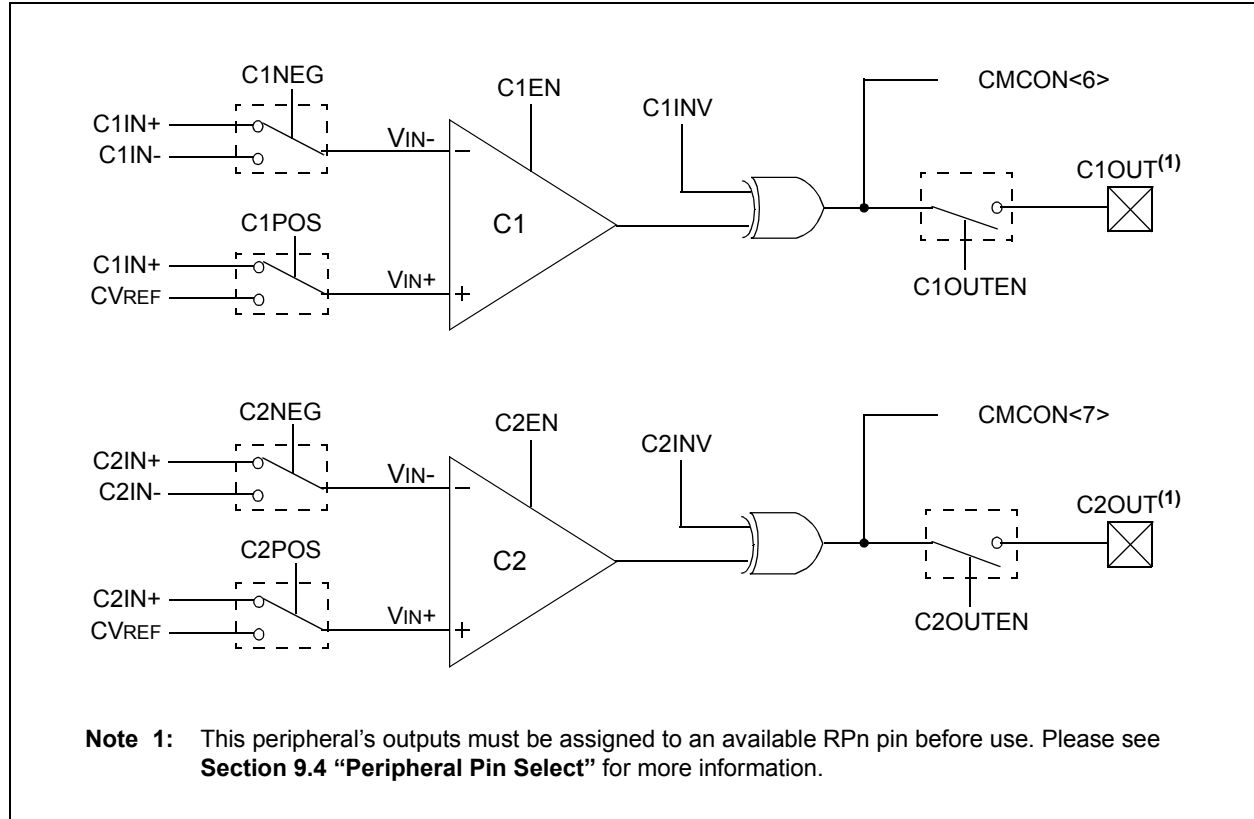 C1NEG
C1EN
C1INV
CMCON<6>
C1IN+
C1IN-
VIN-
–
C1OUT(1)
C1
C1POS
C1IN+
CVREF
VIN+
+
C1OUTEN
C2NEG
C2EN
C2INV
CMCON<7>
C2IN+
C2IN-
VIN-
–
C2OUT(1)
C2
C2POS
C2IN+
CVREF
VIN+
+
C2OUTEN
Note 1: This peripheral's outputs must be assigned to an available RPn pin before use. Please see
Section 9.4 “Peripheral Pin Select” for more information.